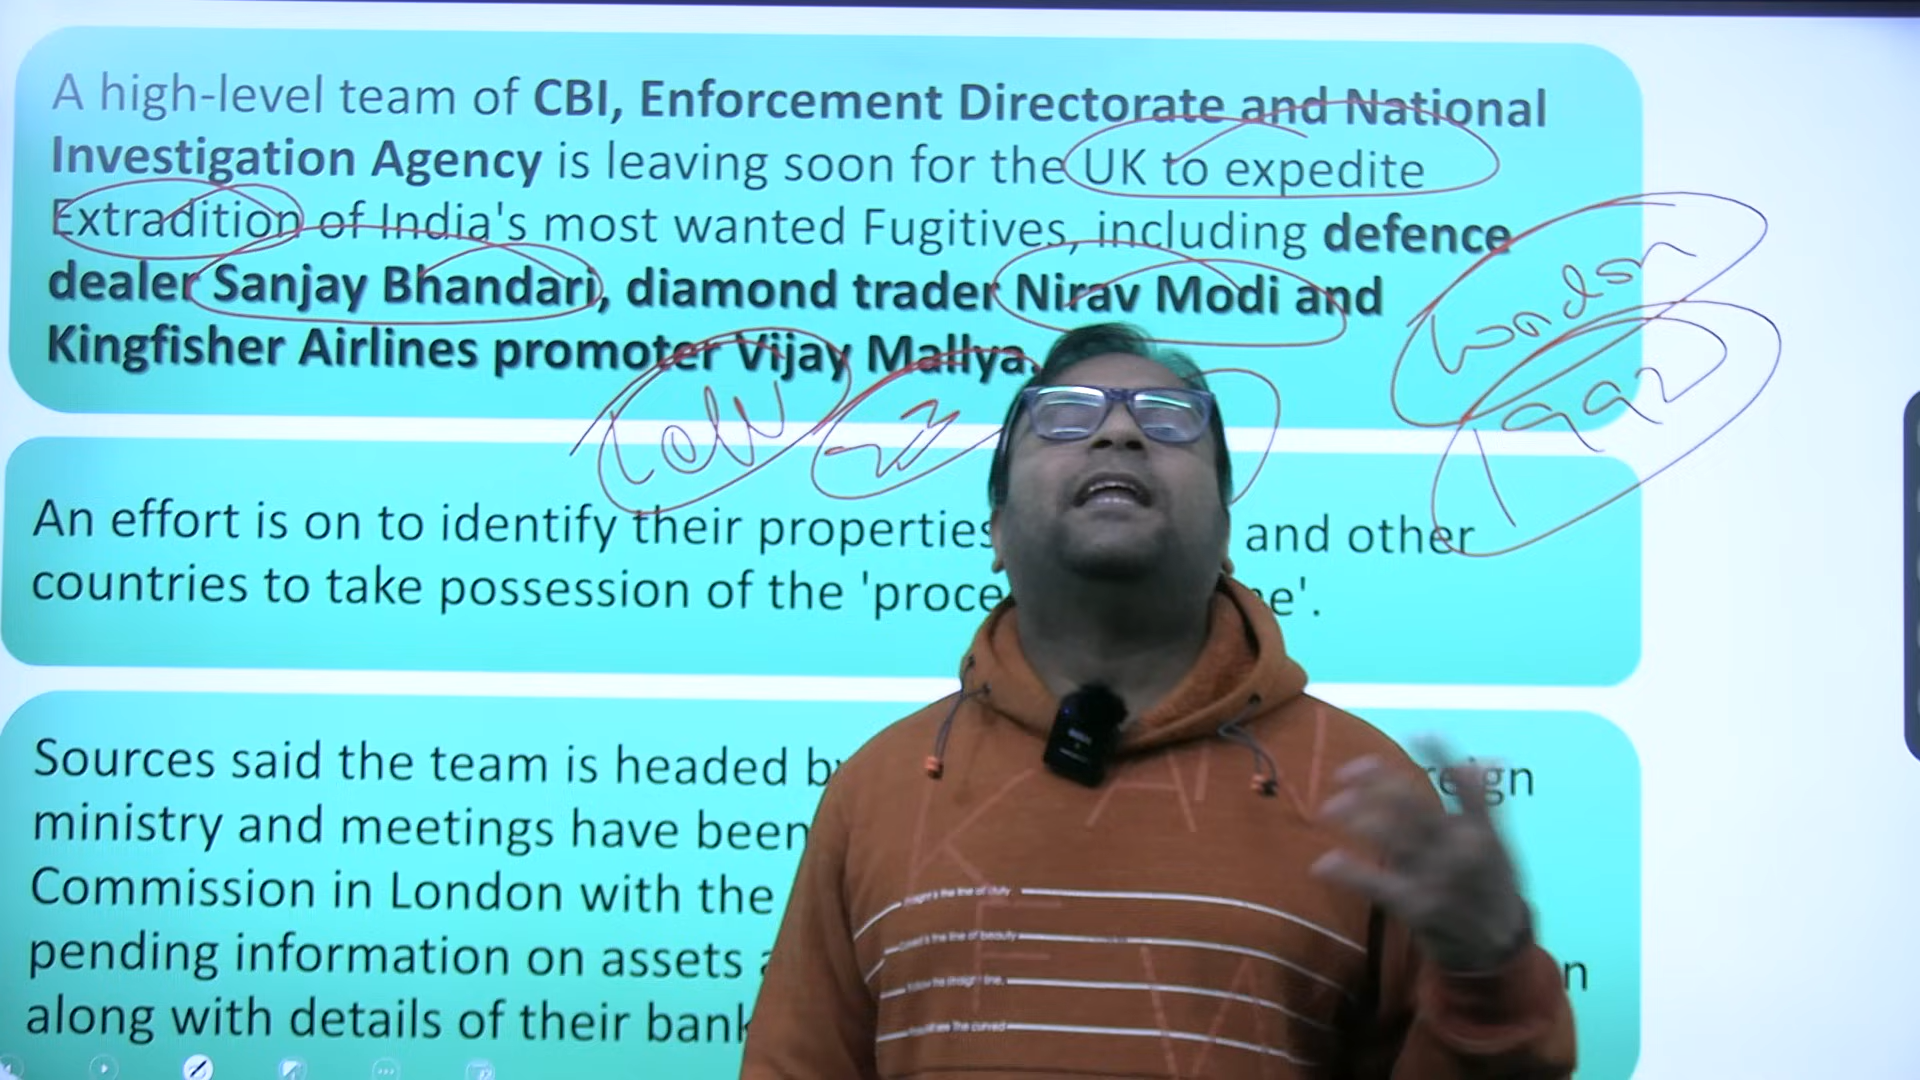 A high-level team of CBI, Enforcement Directorate and National
Investigation Agency is leaving soon for the UK to expedite
Extradition of India's most wanted Fugitives, including defence
dealer Sanjay Bhandari, diamond trader Nirav Modi and
Kingfisher Airlines promoter Vijay Mallya.
London
1992
An effort is on to identify their properties and other
countries to take possession of the
Sources said the team is headed
ministry and meetings have been
Commission in London with the
pending information on assets
along with details of their